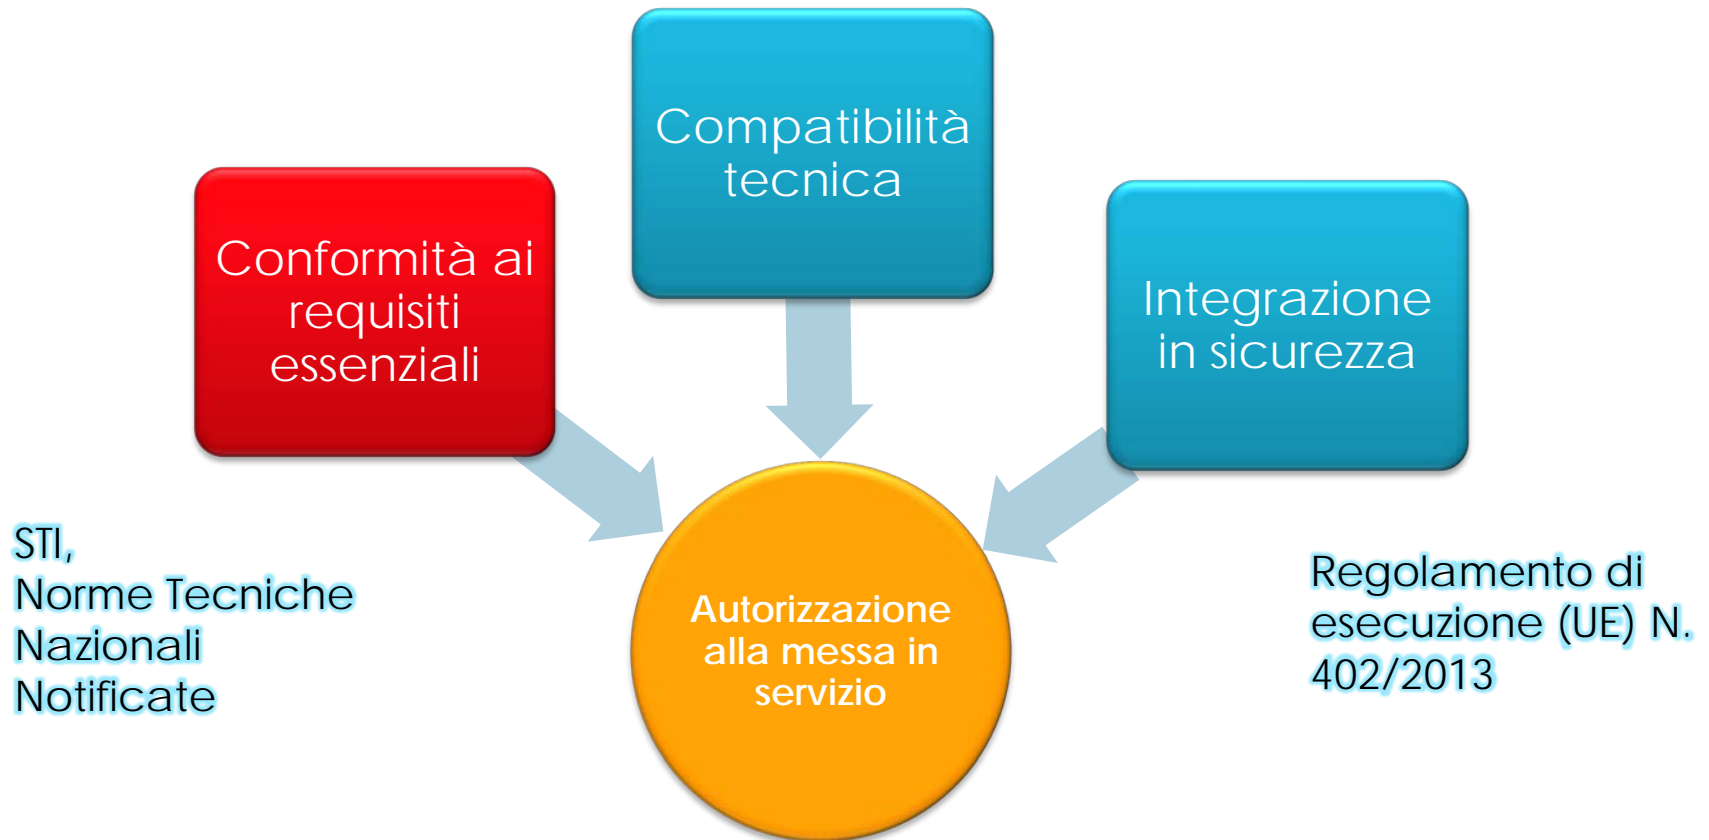 Compatibilità
tecnica
Conformità ai
requisiti
essenziali
Integrazione
in sicurezza
STI,
Norme Tecniche
Nazionali
Notificate
Autorizzazione
alla messa in
servizio
Regolamento di
esecuzione (UE) N.
402/2013